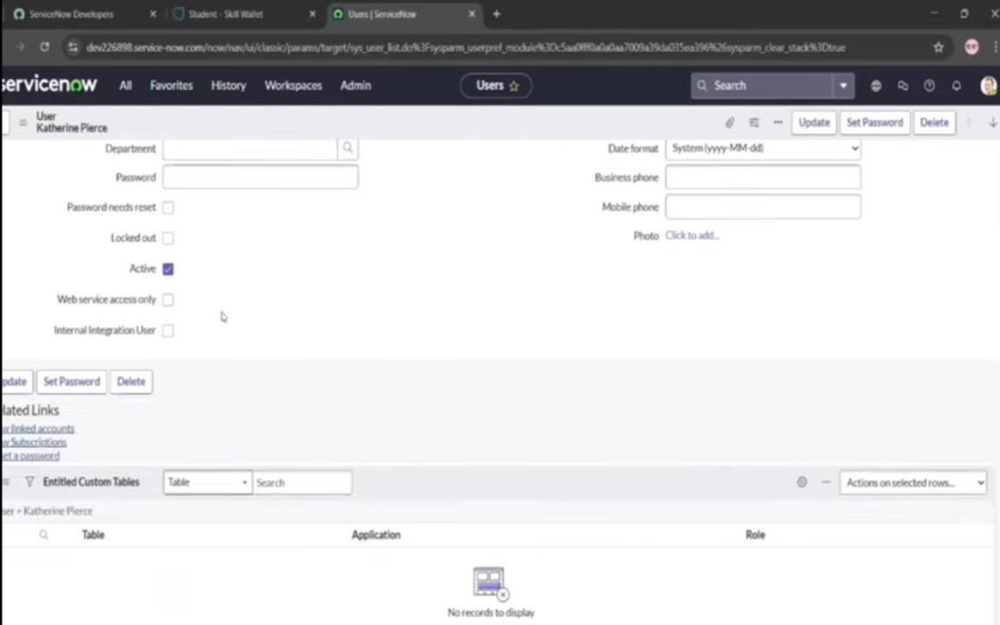 ServiceNow Developers
Student - Skill Wallet
Users | ServiceNow
dev226898.service-now.com/now/nav/ui/classic/params/target/sys_user_list.do%3Fsysparm_userpref_module%3D
servicenow
All
Favorites
History
Workspaces
Admin
Users
Search
User
Katherine Pierce
Update
Set Password
Delete
Department
Date format
System (yyyy-MM-dd)
Password
Business phone
Password needs reset
Mobile phone
Locked out
Photo
Click to add...
Active
Web service access only
Internal Integration User
pdate
Set Password
Delete
lated Links
w linked accounts
w Subscriptions
et a password
Entitled Custom Tables
Table
Search
Actions on selected rows...
ser = Katherine Pierce
Table
Application
Role
No records to display